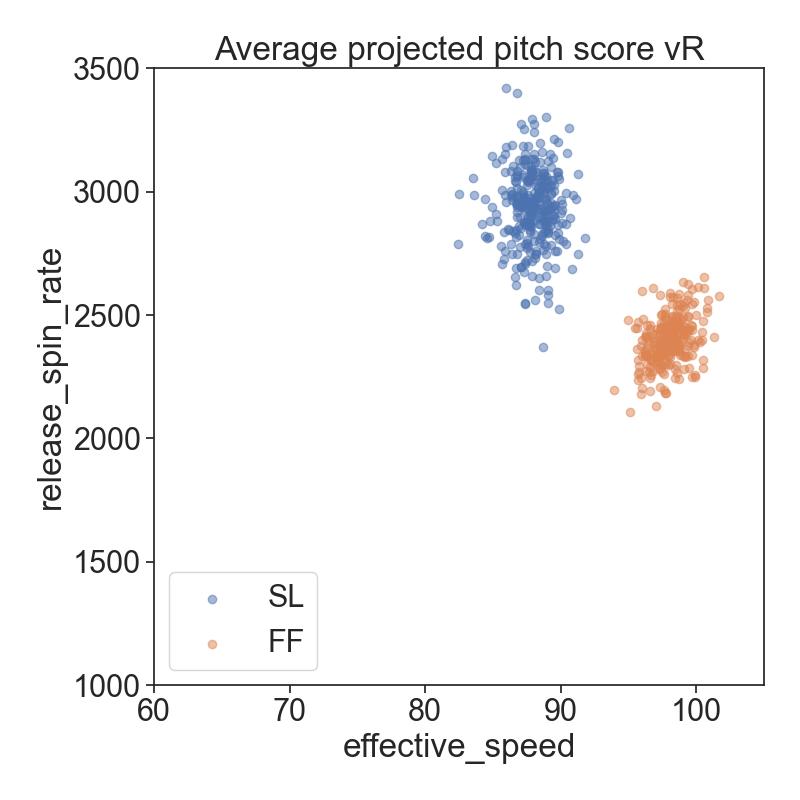 Average projected pitch score vR
3500
3000
2500
2000
1500
1000
release_spin_rate
SL
FF
60 70 80 90 100
effective_speed